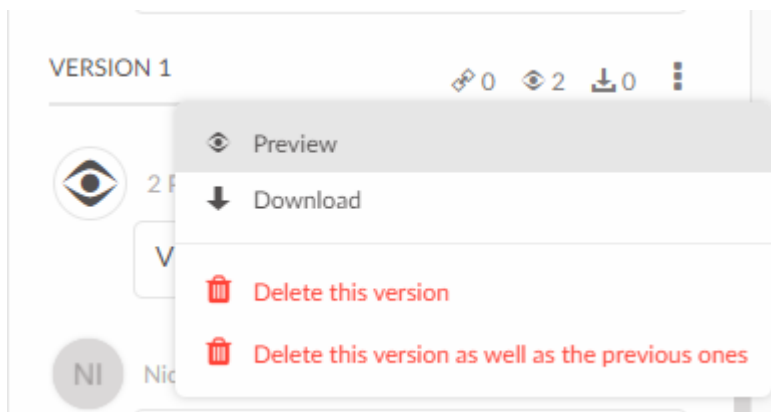 VERSION 1 0 2 0
Preview
2
Download
V
Delete this version
Delete this version as well as the previous ones
NI